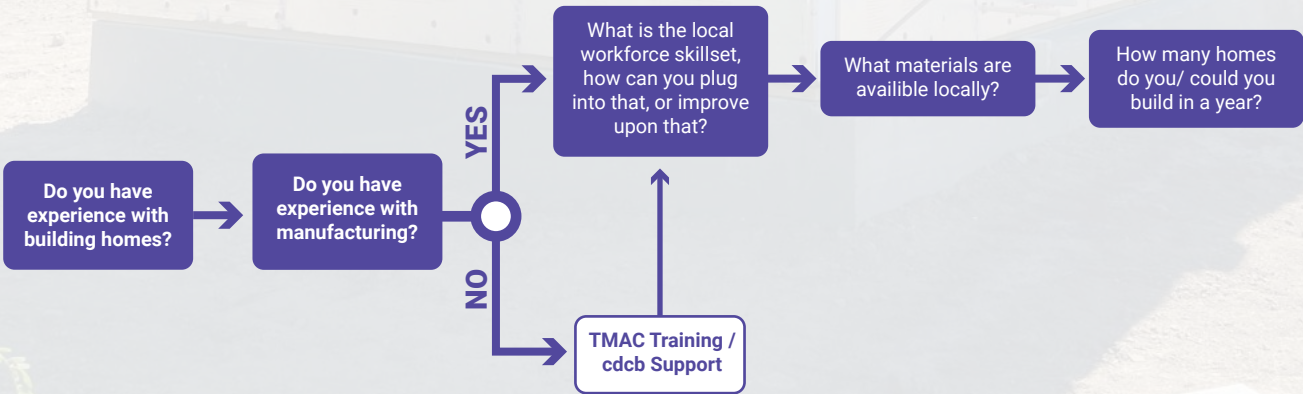 Do you have
experience with
building homes?
Do you have
experience with
manufacturing?
YES
NO
What is the local
workforce skillset,
how can you plug
into that, or improve
upon that?
TMAC Training /
cdcb Support
What materials are
availible locally?
How many homes
do you/ could you
build in a year?